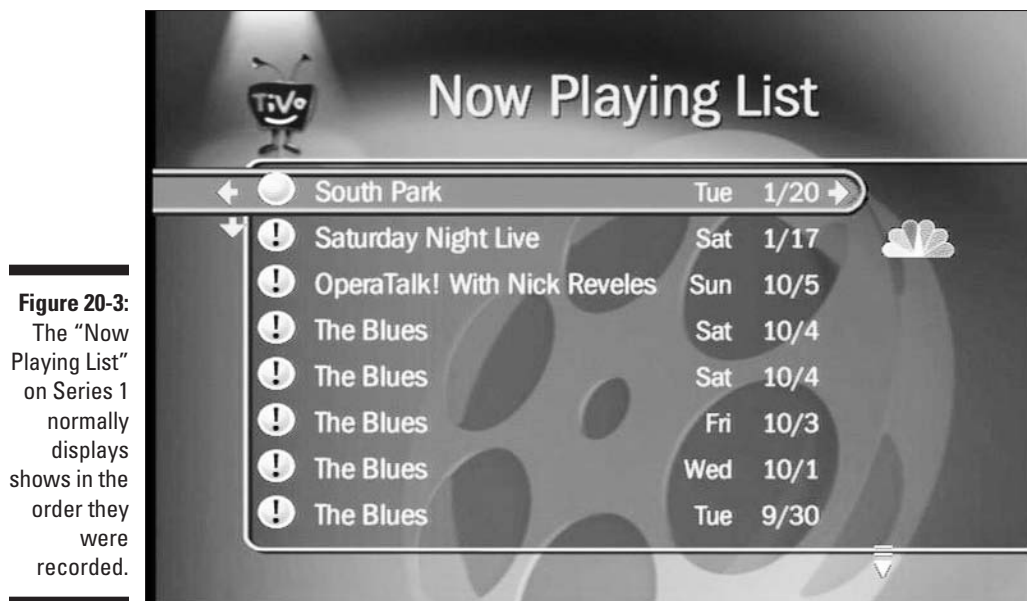 TiVo
Now Playing List
South Park Tue 1/20
! Saturday Night Live Sat 1/17
! OperaTalk! With Nick Reveles Sun 10/5
! The Blues Sat 10/4
! The Blues Sat 10/4
! The Blues Fri 10/3
! The Blues Wed 10/1
! The Blues Tue 9/30
Figure 20-3:
The “Now
Playing List”
on Series 1
normally
displays
shows in the
order they
were
recorded.